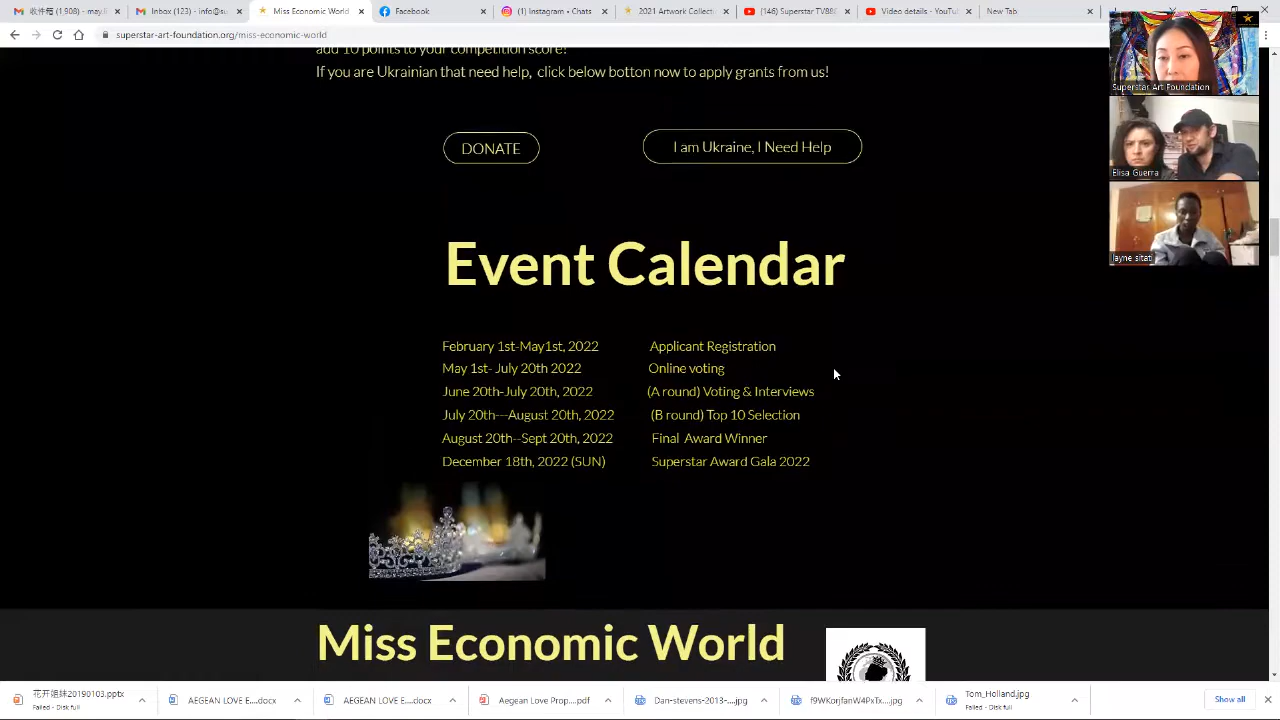 收件箱 (1,908) - may.li
Inbox (123) - info@su
Miss Economic World
Facebook
(1) Instagram • Chats
2021 Artwork Collecti
(146) Superstar TV888
Video details - YouTu
New Tab
superstar-art-foundation.org/miss-economic-world
add 10 points to your competition score!
If you are Ukrainian that need help, click below botton now to apply grants from us!
Superstar Art Foundation
DONATE
I am Ukraine, I Need Help
Elisa Guerra
Event Calendar
jayne sitati
February 1st-May1st, 2022 Applicant Registration
May 1st- July 20th 2022 Online voting
June 20th-July 20th, 2022 (A round) Voting & Interviews
July 20th---August 20th, 2022 (B round) Top 10 Selection
August 20th--Sept 20th, 2022 Final Award Winner
December 18th, 2022 (SUN) Superstar Award Gala 2022
Miss Economic World
花开姐妹20190103.pptx
Failed - Disk full
AEGEAN LOVE E....docx
AEGEAN LOVE E....docx
Aegean Love Prop....pdf
Dan-stevens-2013-....jpg
f9WKorjfanW4PxTx....jpg
Tom_Holland.jpg
Failed - Disk full
Show all